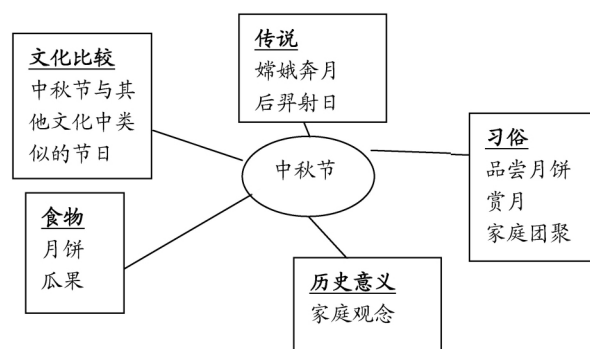 传说
嫦娥奔月
后羿射日
文化比较
中秋节与其
他文化中类
似的节日
中秋节
习俗
品尝月饼
赏月
家庭团聚
食物
月饼
瓜果
历史意义
家庭观念